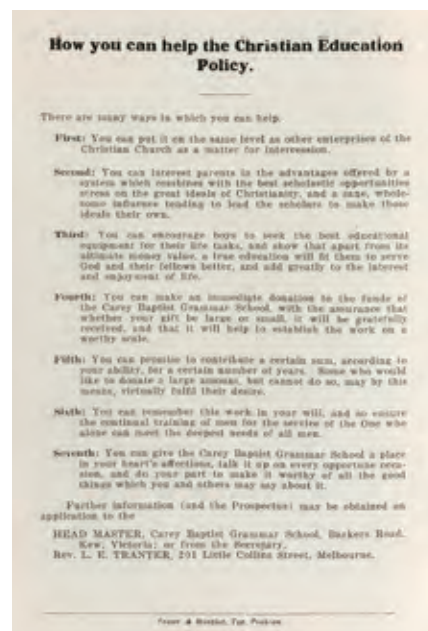 How you can help the Christian Education
Policy.
There are many ways in which you can help.
First: You can put it on the same level as other enterprises of the
Christian Church as a matter for intercession.
Second: You can interest parents in the advantages offered by a
system which combines with the best scholastic opportunities
stress on the great ideals of Christianity, and a sane, whole-
some influence tending to lead the scholars to make those
ideals their own.
Third: You can encourage boys to seek the best educational
equipment for their life tasks, and show that apart from its
ultimate money value, a true education will fit them to serve
God and their fellows better, and add greatly to the interest
and enjoyment of life.
Fourth: You can make an immediate donation to the funds of
the Carey Baptist Grammar School, with the assurance that
whether your gift be large or small, it will be gratefully
received, and that it will help to establish the work on a
worthy scale.
Fifth: You can promise to contribute a certain sum, according to
your ability, for a certain number of years. Some who would
like to donate a large amount, but cannot do so, may by this
means, virtually fulfil their desire.
Sixth: You can remember this work in your will, and so ensure
the continual training of men for the service of the One who
alone can meet the deepest needs of all men.
Seventh: You can give the Carey Baptist Grammar School a place
in your heart's affections, talk it up on every opportune occa-
sion, and do your part to make it worthy of all the good
things which you and others may say about it.
Further information (and the Prospectus) may be obtained on
application to the
HEAD MASTER, Carey Baptist Grammar School, Barkers Road,
Kew, Victoria; or from the Secretary,
Rev. L. E. TRANTER, 201 Little Collins Street, Melbourne.